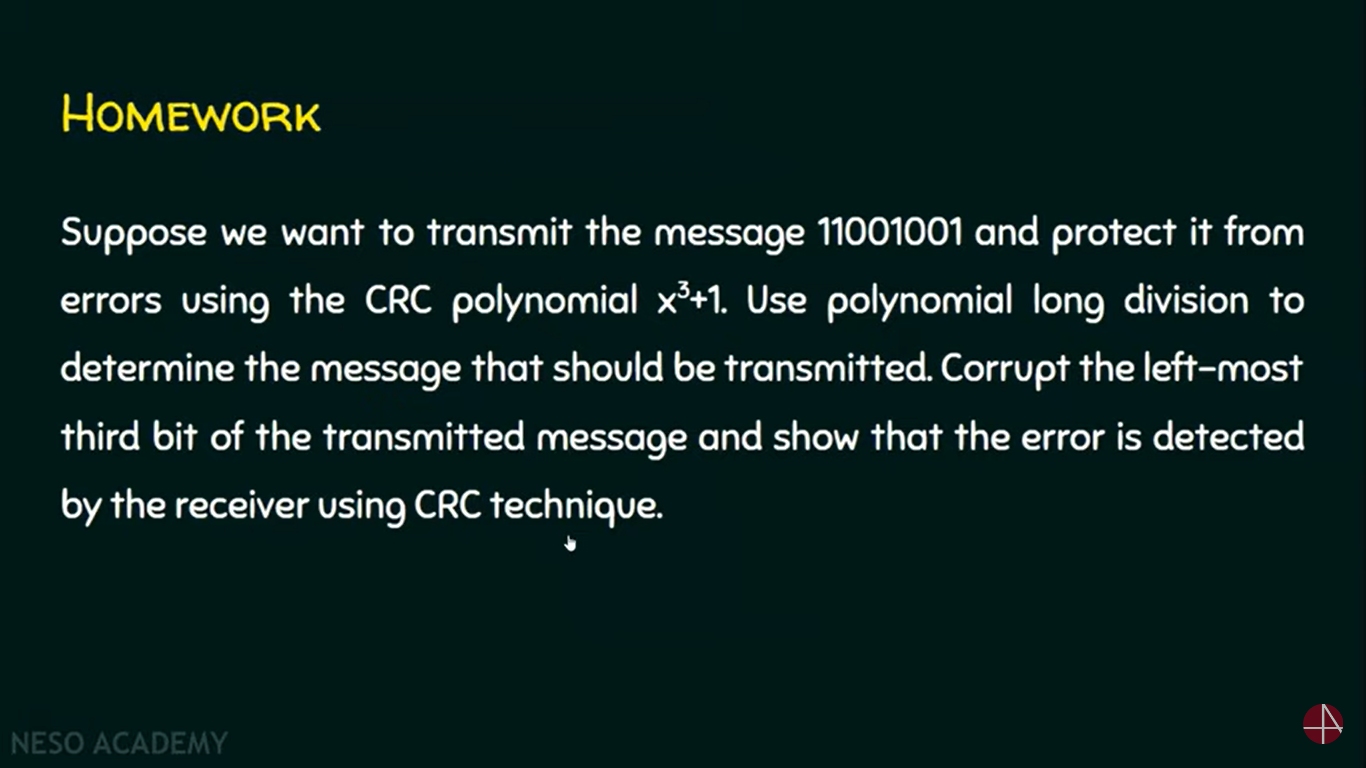 HOMEWORK
Suppose we want to transmit the message 11001001 and protect it from
errors using the CRC polynomial x³+1. Use polynomial long division to
determine the message that should be transmitted. Corrupt the left-most
third bit of the transmitted message and show that the error is detected
by the receiver using CRC technique.
NESO ACADEMY